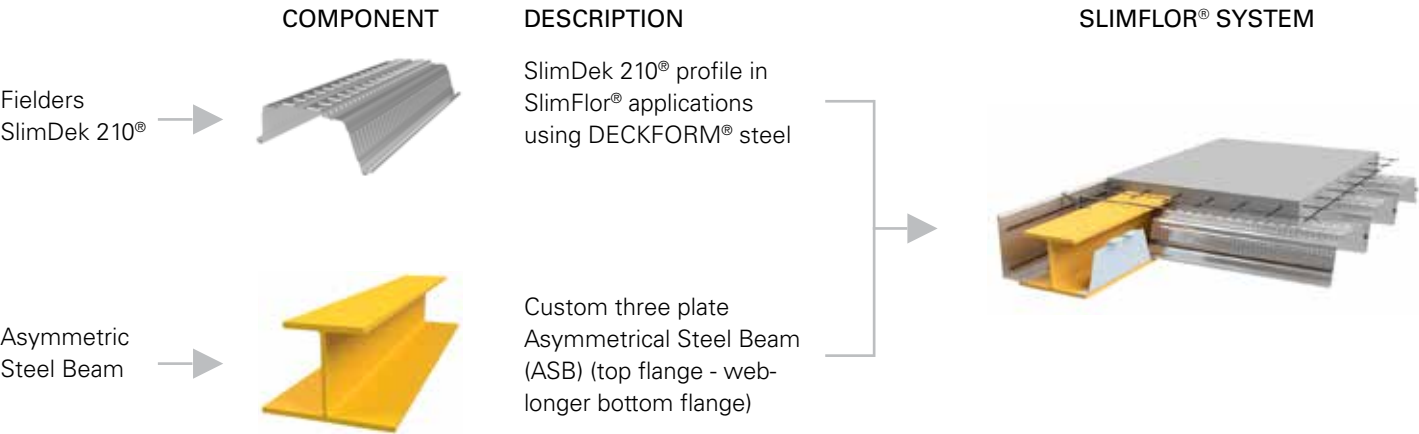 COMPONENT
DESCRIPTION
SLIMFLOR® SYSTEM
Fielders
SlimDek 210®
SlimDek 210® profile in
SlimFlor® applications
using DECKFORM® steel
Asymmetric
Steel Beam
Custom three plate
Asymmetrical Steel Beam
(ASB) (top flange - web-
longer bottom flange)